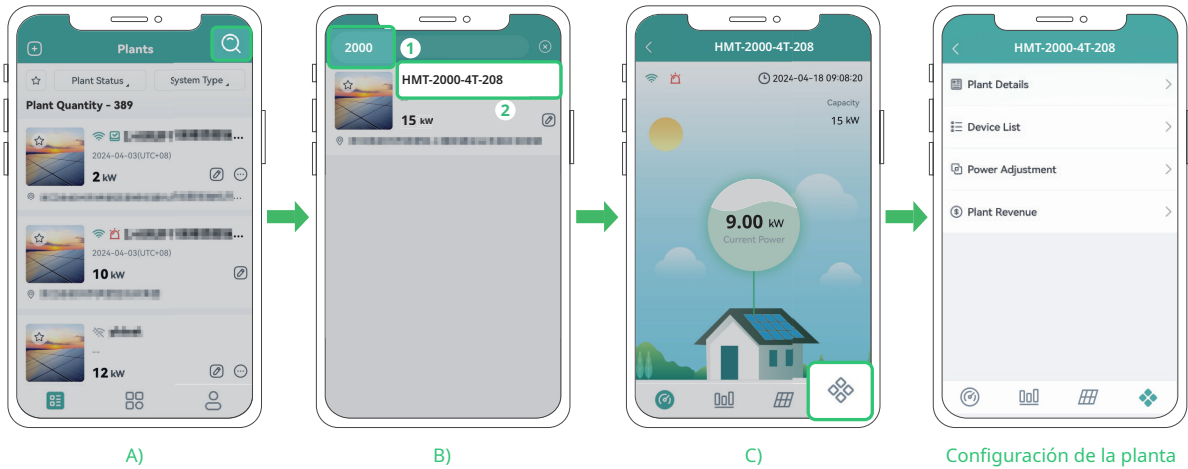 Plants
Plant Status
System Type
Plant Quantity - 389
2024-04-03(UTC+08)
2 kW
2024-04-03(UTC+08)
10 kW
--
12 kW
A)
2000
1
HMT-2000-4T-208
2
15 kW
B)
HMT-2000-4T-208
2024-04-18 09:08:20
Capacity
15 kW
9.00 kW
Current Power
C)
HMT-2000-4T-208
Plant Details
Device List
Power Adjustment
Plant Revenue
Configuración de la planta